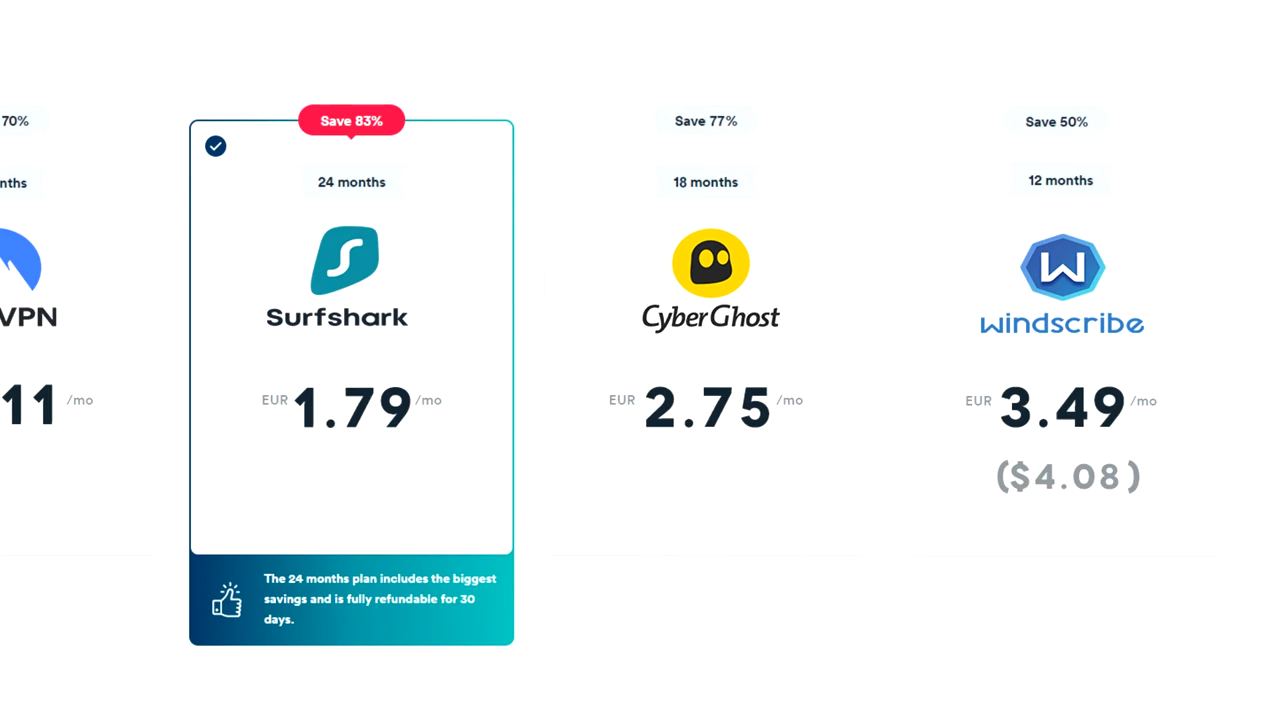 70%
Save 83%
Save 77%
Save 50%
nths
24 months
18 months
12 months
VPN
Surfshark
CyberGhost
windscribe
11 /mo
EUR 1.79 /mo
EUR 2.75 /mo
EUR 3.49 /mo
($4.08)
The 24 months plan includes the biggest
savings and is fully refundable for 30
days.